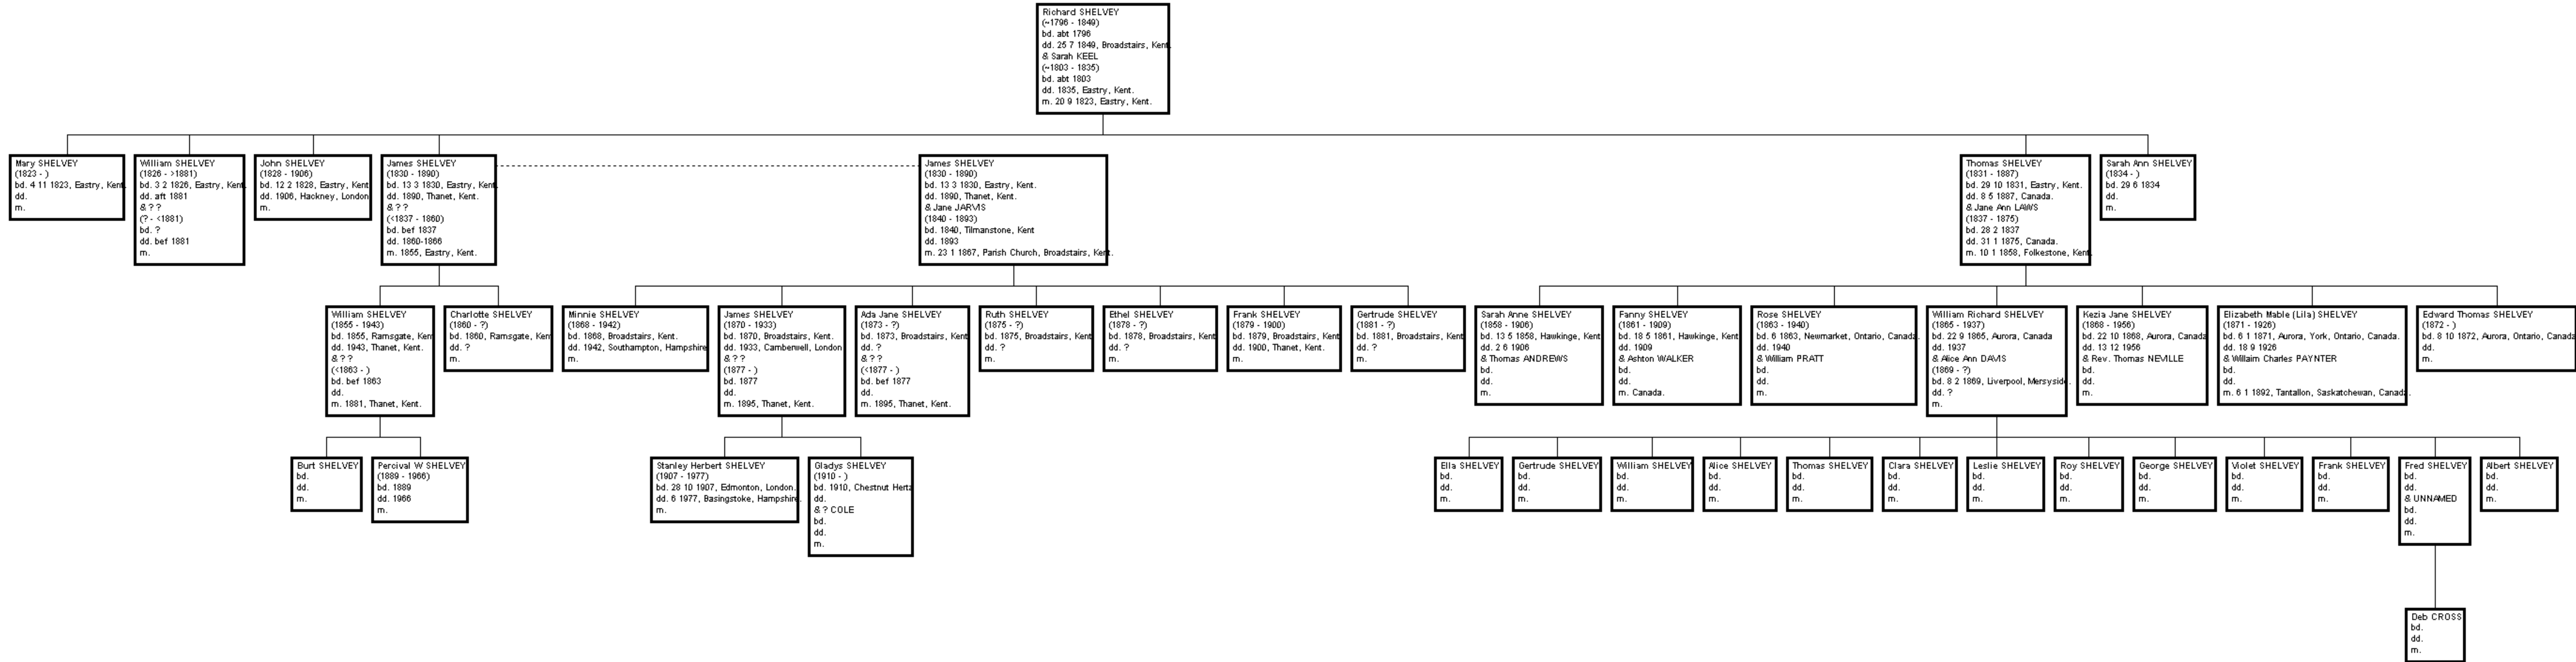 Richard SHELVEY
(~1796 - 1849)
bd. abt 1796
dd. 25 7 1849, Broadstairs, Kent.
& Sarah KEEL
(~1803 - 1835)
bd. abt 1803
dd. 1835, Eastry, Kent.
m. 20 9 1823, Eastry, Kent.
Mary SHELVEY
(1823 - )
bd. 4 11 1823, Eastry, Kent.
dd.
m.
William SHELVEY
(1826 - >1881)
bd. 3 2 1826, Eastry, Kent
dd. aft 1881
& ? ?
(? - <1881)
bd. ?
dd. bef 1881
m.
John SHELVEY
(1828 - 1906)
bd. 12 2 1828, Eastry, Kent
dd. 1906, Hackney, London
m.
James SHELVEY
(1830 - 1890)
bd. 13 3 1830, Eastry, Kent.
dd. 1890, Thanet, Kent.
& ? ?
(<1837 - 1860)
bd. bef 1837
dd. 1860-1866
m. 1855, Eastry, Kent.
James SHELVEY
(1830 - 1890)
bd. 13 3 1830, Eastry, Kent.
dd. 1890, Thanet, Kent.
& Jane JARVIS
(1840 - 1893)
bd. 1840, Tilmanstone, Kent
dd. 1893
m. 23 1 1867, Parish Church, Broadstairs, Kent.
Thomas SHELVEY
(1831 - 1887)
bd. 29 10 1831, Eastry, Kent.
dd. 8 5 1887, Canada.
& Jane Ann LAWS
(1837 - 1875)
bd. 28 2 1837
dd. 31 1 1875, Canada.
m. 10 1 1858, Folkestone, Kent.
Sarah Ann SHELVEY
(1834 - )
bd. 29 6 1834
dd.
m.
William SHELVEY
(1855 - 1943)
bd. 1855, Ramsgate, Kent
dd. 1943, Thanet, Kent.
& ? ?
(<1863 - )
bd. bef 1863
dd.
m. 1881, Thanet, Kent.
Charlotte SHELVEY
(1860 - ?)
bd. 1860, Ramsgate, Kent
dd. ?
m.
Minnie SHELVEY
(1868 - 1942)
bd. 1868, Broadstairs, Kent.
dd. 1942, Southampton, Hampshire
m.
James SHELVEY
(1870 - 1933)
bd. 1870, Broadstairs, Kent.
dd. 1933, Camberwell, London
& ? ?
(1877 - )
bd. 1877
dd.
m. 1895, Thanet, Kent.
Ada Jane SHELVEY
(1873 - ?)
bd. 1873, Broadstairs, Kent
dd. ?
& ? ?
(<1877 - )
bd. bef 1877
dd.
m. 1895, Thanet, Kent.
Ruth SHELVEY
(1875 - ?)
bd. 1875, Broadstairs, Kent
dd. ?
m.
Ethel SHELVEY
(1878 - ?)
bd. 1878, Broadstairs, Kent
dd. ?
m.
Frank SHELVEY
(1879 - 1900)
bd. 1879, Broadstairs, Kent
dd. 1900, Thanet, Kent.
m.
Gertrude SHELVEY
(1881 - ?)
bd. 1881, Broadstairs, Kent
dd. ?
m.
Sarah Anne SHELVEY
(1858 - 1906)
bd. 13 5 1858, Hawkinge, Kent
dd. 2 6 1906
& Thomas ANDREWS
bd.
dd.
m.
Fanny SHELVEY
(1861 - 1909)
bd. 18 5 1861, Hawkinge, Kent
dd. 1909
& Ashton WALKER
bd.
dd.
m. Canada.
Rose SHELVEY
(1863 - 1940)
bd. 6 1863, Newmarket, Ontario, Canada.
dd. 1940
& William PRATT
bd.
dd.
m.
William Richard SHELVEY
(1865 - 1937)
bd. 22 9 1865, Aurora, Canada
dd. 1937
& Alice Ann DAVIS
(1869 - ?)
bd. 8 2 1869, Liverpool, Mersyside.
dd. ?
m.
Kezia Jane SHELVEY
(1868 - 1956)
bd. 22 10 1868, Aurora, Canada
dd. 13 12 1956
& Rev. Thomas NEVILLE
bd.
dd.
m.
Elizabeth Mable (Lila) SHELVEY
(1871 - 1926)
bd. 6 1 1871, Aurora, York, Ontario, Canada.
dd. 18 9 1926
& Willaim Charles PAYNTER
bd.
dd.
m. 6 1 1892, Tantallon, Saskatchewan, Canada.
Edward Thomas SHELVEY
(1872 - )
bd. 8 10 1872, Aurora, Ontario, Canada
dd.
m.
Burt SHELVEY
bd.
dd.
m.
Percival W SHELVEY
(1889 - 1966)
bd. 1889
dd. 1966
m.
Stanley Herbert SHELVEY
(1907 - 1977)
bd. 28 10 1907, Edmonton, London.
dd. 6 1977, Basingstoke, Hampshire.
m.
Gladys SHELVEY
(1910 - )
bd. 1910, Chestnut Hertz
dd.
& ? COLE
bd.
dd.
m.
Ella SHELVEY
bd.
dd.
m.
Gertrude SHELVEY
bd.
dd.
m.
William SHELVEY
bd.
dd.
m.
Alice SHELVEY
bd.
dd.
m.
Thomas SHELVEY
bd.
dd.
m.
Clara SHELVEY
bd.
dd.
m.
Leslie SHELVEY
bd.
dd.
m.
Roy SHELVEY
bd.
dd.
m.
George SHELVEY
bd.
dd.
m.
Violet SHELVEY
bd.
dd.
m.
Frank SHELVEY
bd.
dd.
m.
Fred SHELVEY
bd.
dd.
& UNNAMED
bd.
dd.
m.
Albert SHELVEY
bd.
dd.
m.
Deb CROSS
bd.
dd.
m.